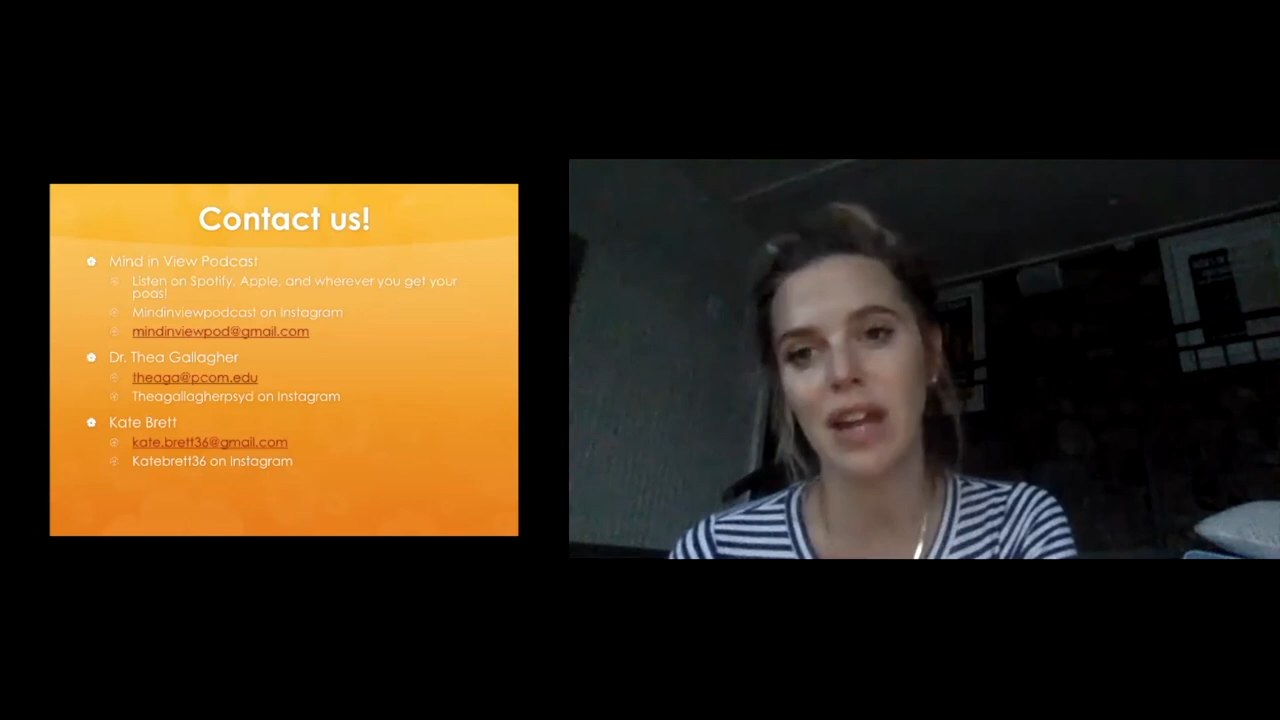 Contact us!
Mind in View Podcast
Listen on Spotify, Apple, and wherever you get your
pods!
Mindinviewpodcast on Instagram
mindinviewpod@gmail.com
Dr. Thea Gallagher
theaga@pcom.edu
Theagallagherpsyd on Instagram
Kate Brett
kate.brett36@gmail.com
Katebrett36 on Instagram